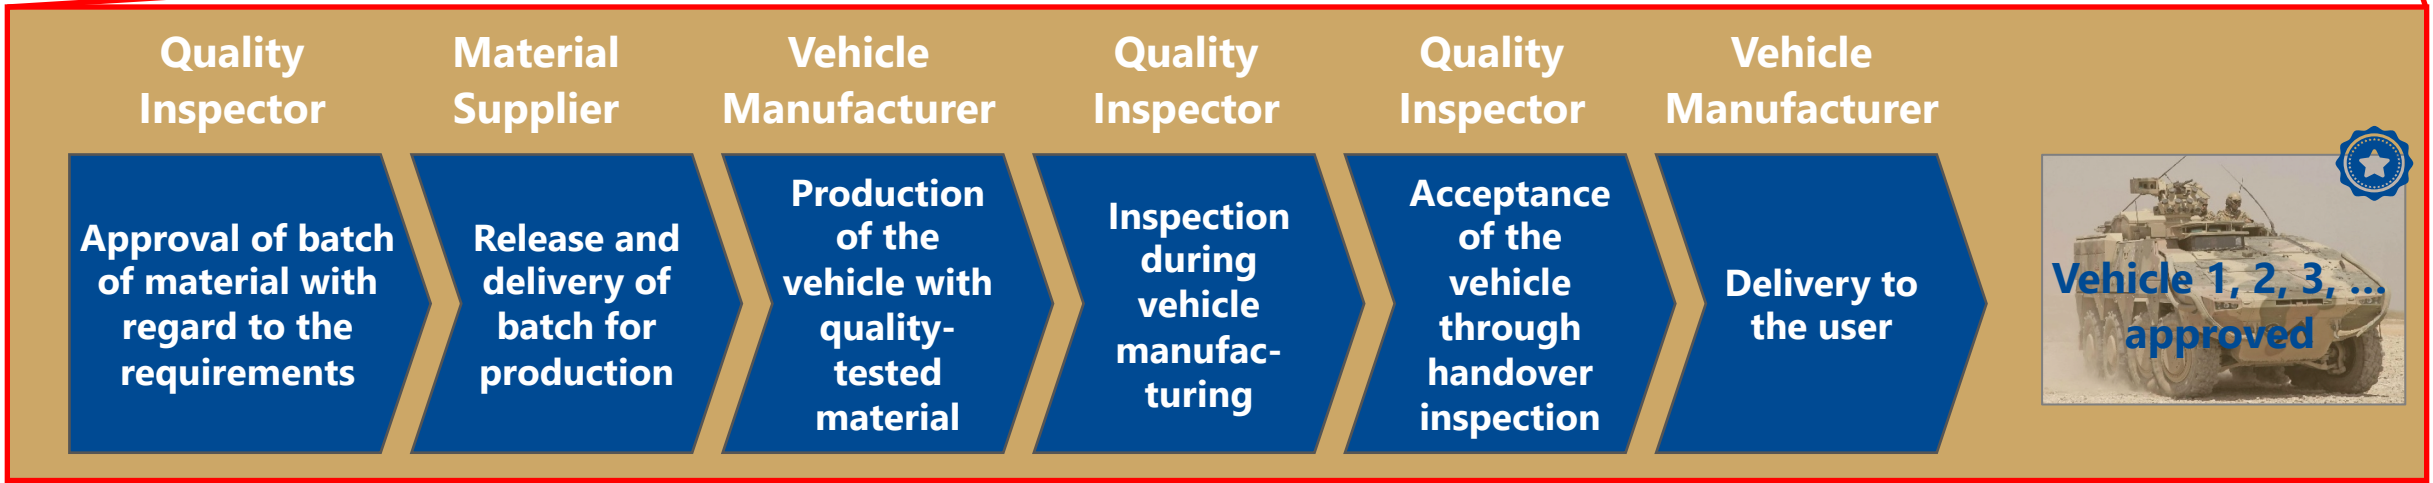 Quality
Inspector
Material
Supplier
Vehicle
Manufacturer
Quality
Inspector
Quality
Inspector
Vehicle
Manufacturer
Approval of batch
of material with
regard to the
requirements
Release and
delivery of
batch for
production
Production
of the
vehicle with
quality-
tested
material
Inspection
during
vehicle
manufac-
turing
Acceptance
of the
vehicle
through
handover
inspection
Delivery to
the user
Vehicle 1, 2, 3, ...
approved